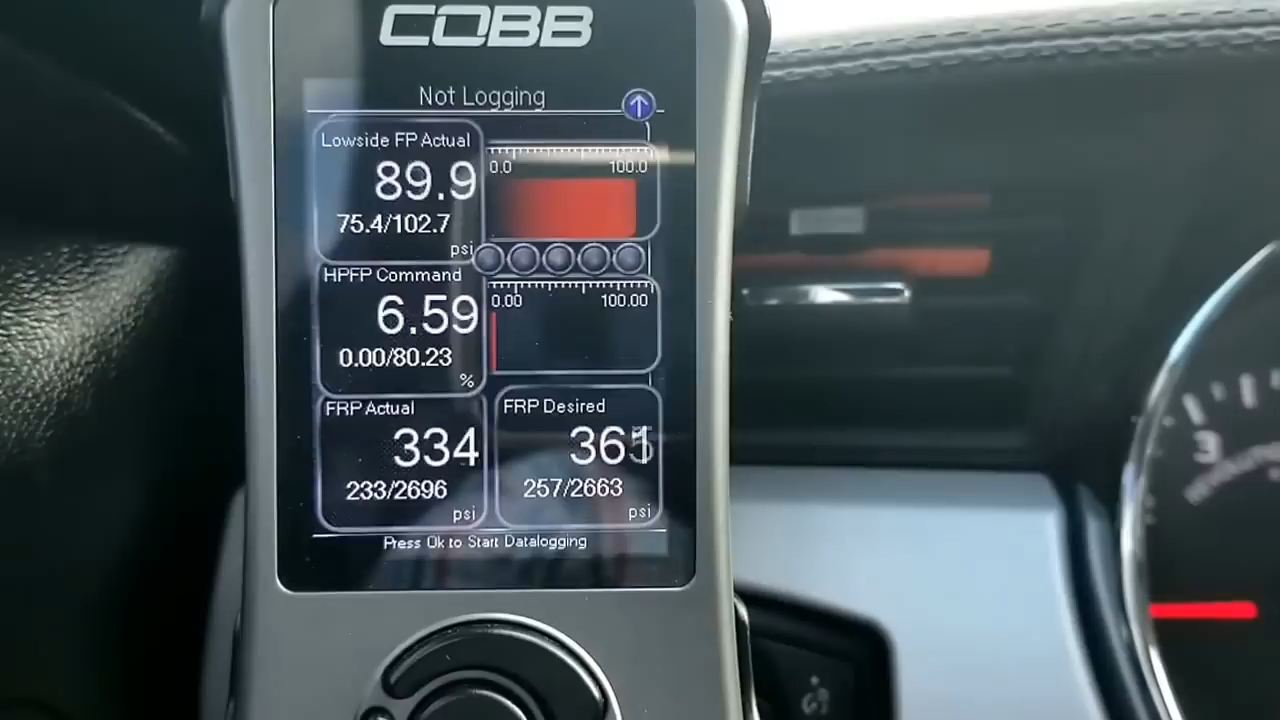 COBB
Not Logging
Lowside FP Actual
89.9
75.4/102.7
psi
0.0 100.0
HPFP Command
6.59
0.00/80.23
%
0.00 100.00
FRP Actual
334
233/2696
psi
FRP Desired
257/2663
psi
Press Ok to Start Datalogging
3